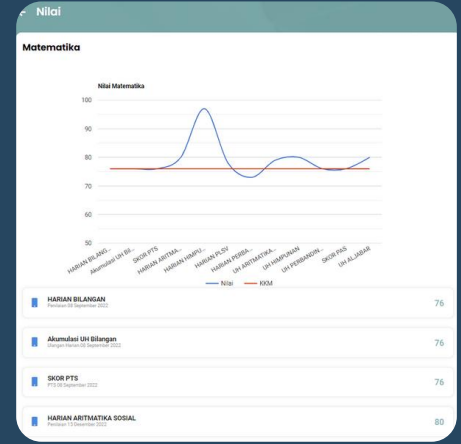 Nilai
Matematika
Nilai Matematika
100
90
80
70
60
50
HARIAN BILANG...
Akumulasi UH Bil...
SKOR PTS
HARIAN ARITMA...
HARIAN HIMPU...
HARIAN PLSV
HARIAN PERBA...
UH ARITMATIKA...
UH HIMPUNAN
UH PERBANDIN...
SKOR PAS
UH ALJABAR
Nilai
KKM
HARIAN BILANGAN
Penilaian 08 September 2022
76
Akumulasi UH Bilangan
Ulangan Harian 08 September 2022
76
SKOR PTS
PTS 08 September 2022
76
HARIAN ARITMATIKA SOSIAL
Penilaian 13 Desember 2022
80